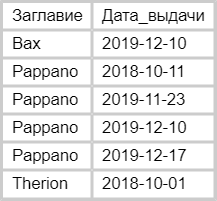 Заглавие Дата_выдачи
Bax 2019-12-10
Pappano 2018-10-11
Pappano 2019-11-23
Pappano 2019-12-10
Pappano 2019-12-17
Therion 2018-10-01